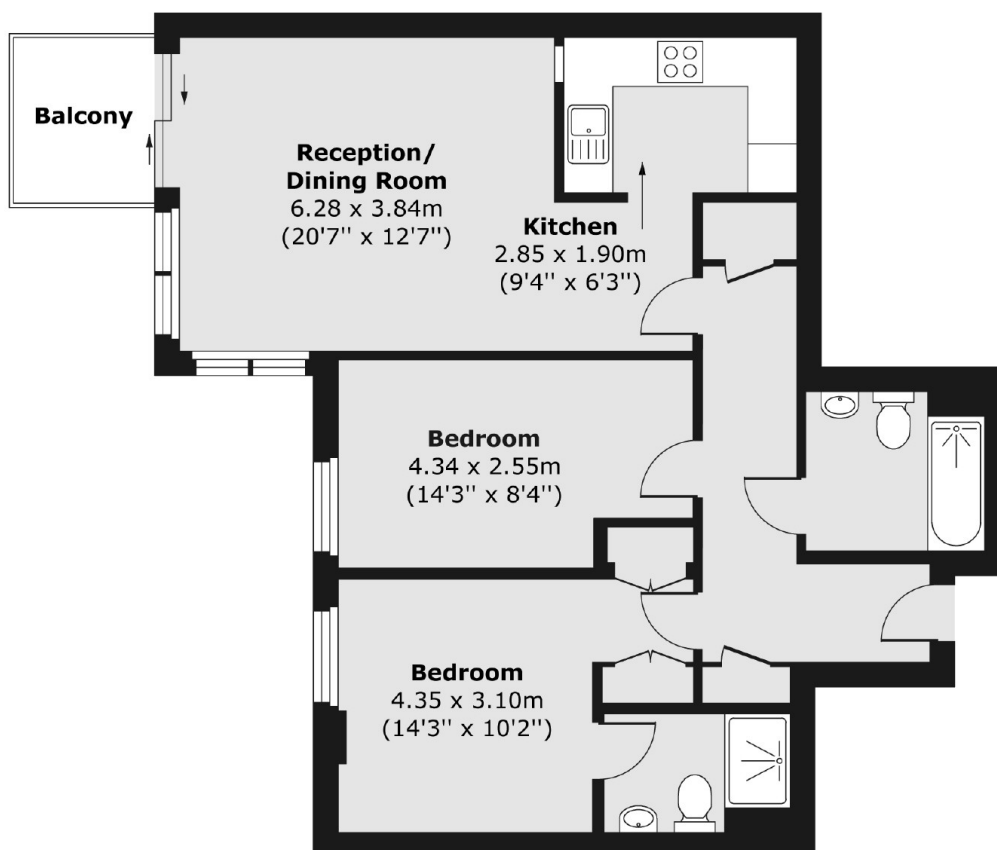 Balcony
Reception/
Dining Room
6.28 x 3.84m
(20'7'' x 12'7'')
Kitchen
2.85 x 1.90m
(9'4'' x 6'3'')
Bedroom
4.34 x 2.55m
(14'3'' x 8'4'')
Bedroom
4.35 x 3.10m
(14'3'' x 10'2'')